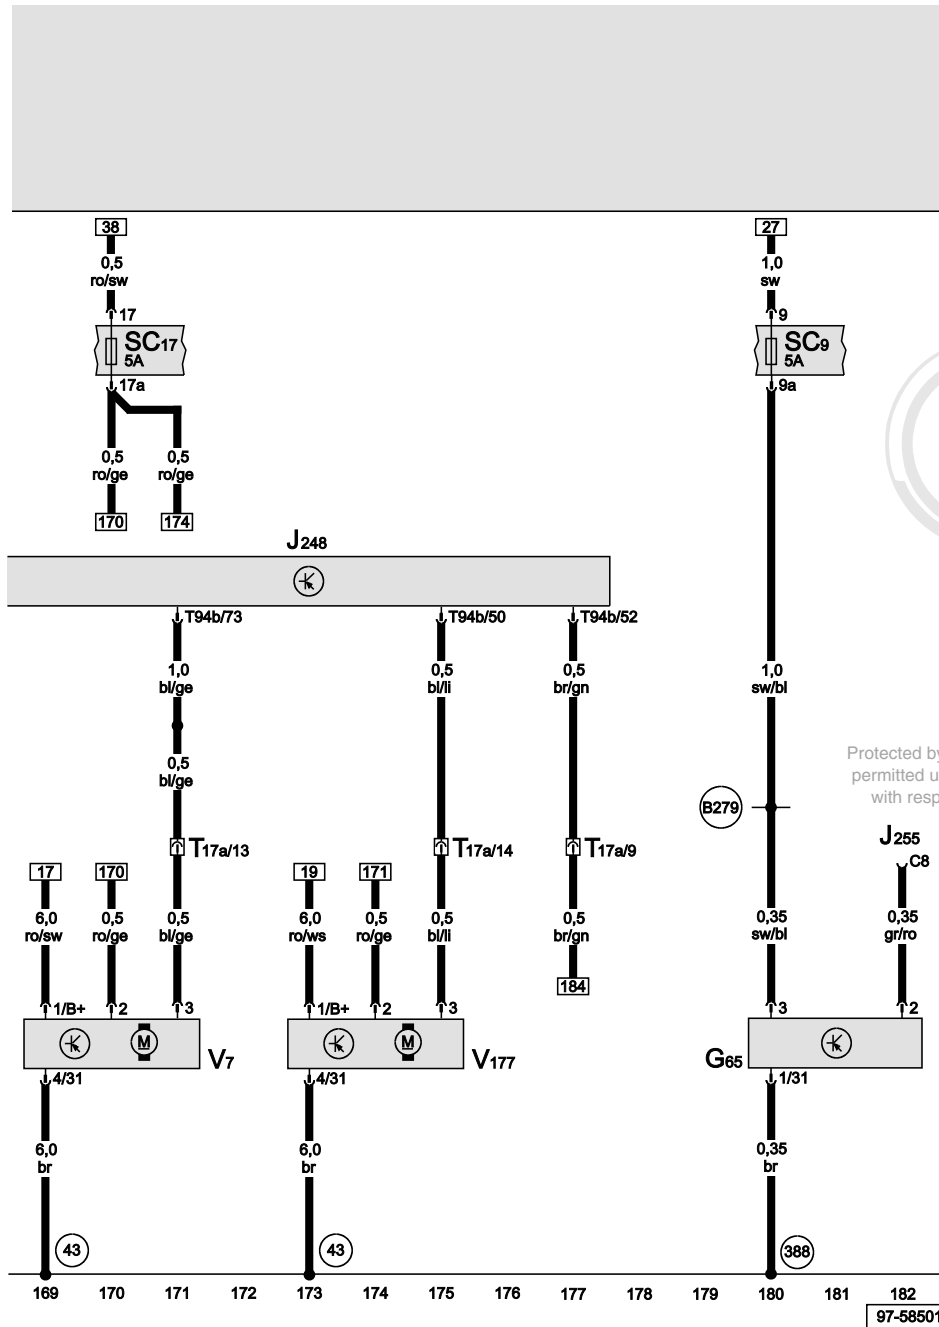 38 27
0,5 1,0
ro/sw sw
17 9
SC17 SC9
5A 5A
17a 9a
0,5 0,5
ro/ge ro/ge
170 174
J248
T94b/73 T94b/50 T94b/52
1,0 0,5 0,5 1,0
bl/ge bl/li br/gn sw/bl
0,5
bl/ge
Protected by
permitted u
with resp
B279
J255
T17a/13 T17a/14 T17a/9
C8
17 170 19 171
6,0 0,5 0,5 6,0 0,5 0,5 0,5 0,35 0,35
ro/sw ro/ge bl/ge ro/ws ro/ge bl/li br/gn sw/bl gr/ro
184
1/B+ 2 3 1/B+ 2 3 3 2
M M
V7 V177 G65
4/31 4/31 1/31
6,0 6,0 0,35
br br br
43 43 388
169 170 171 172 173 174 175 176 177 178 179 180 181 182
97-58501